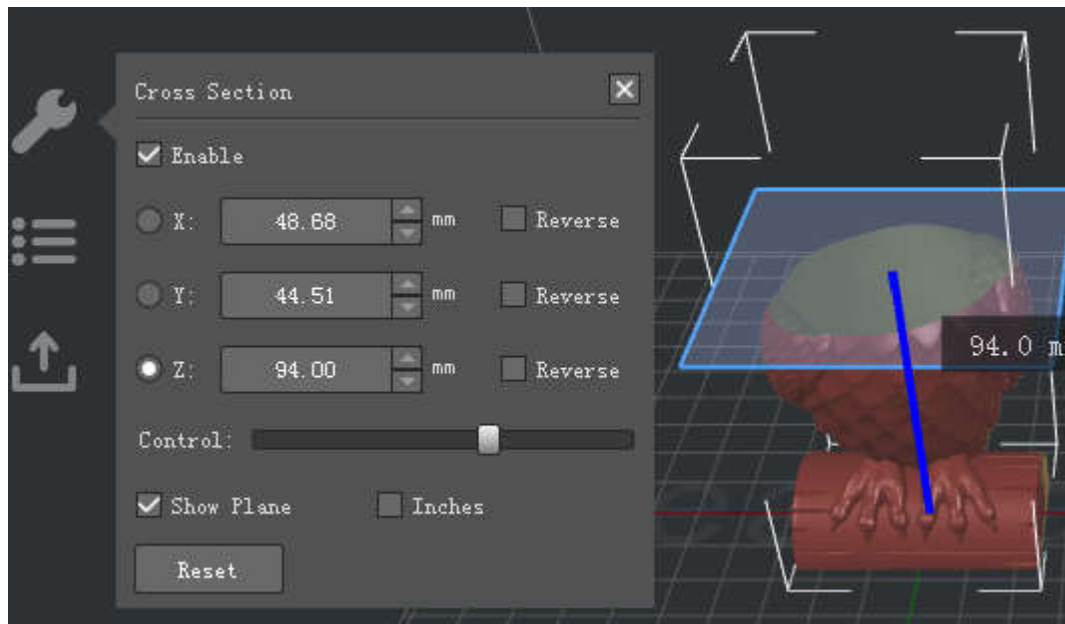 Cross Section
Enable
X: 48.68 mm Reverse
Y: 44.51 mm Reverse
Z: 94.00 mm Reverse
94.0 m
Control:
Show Plane Inches
Reset